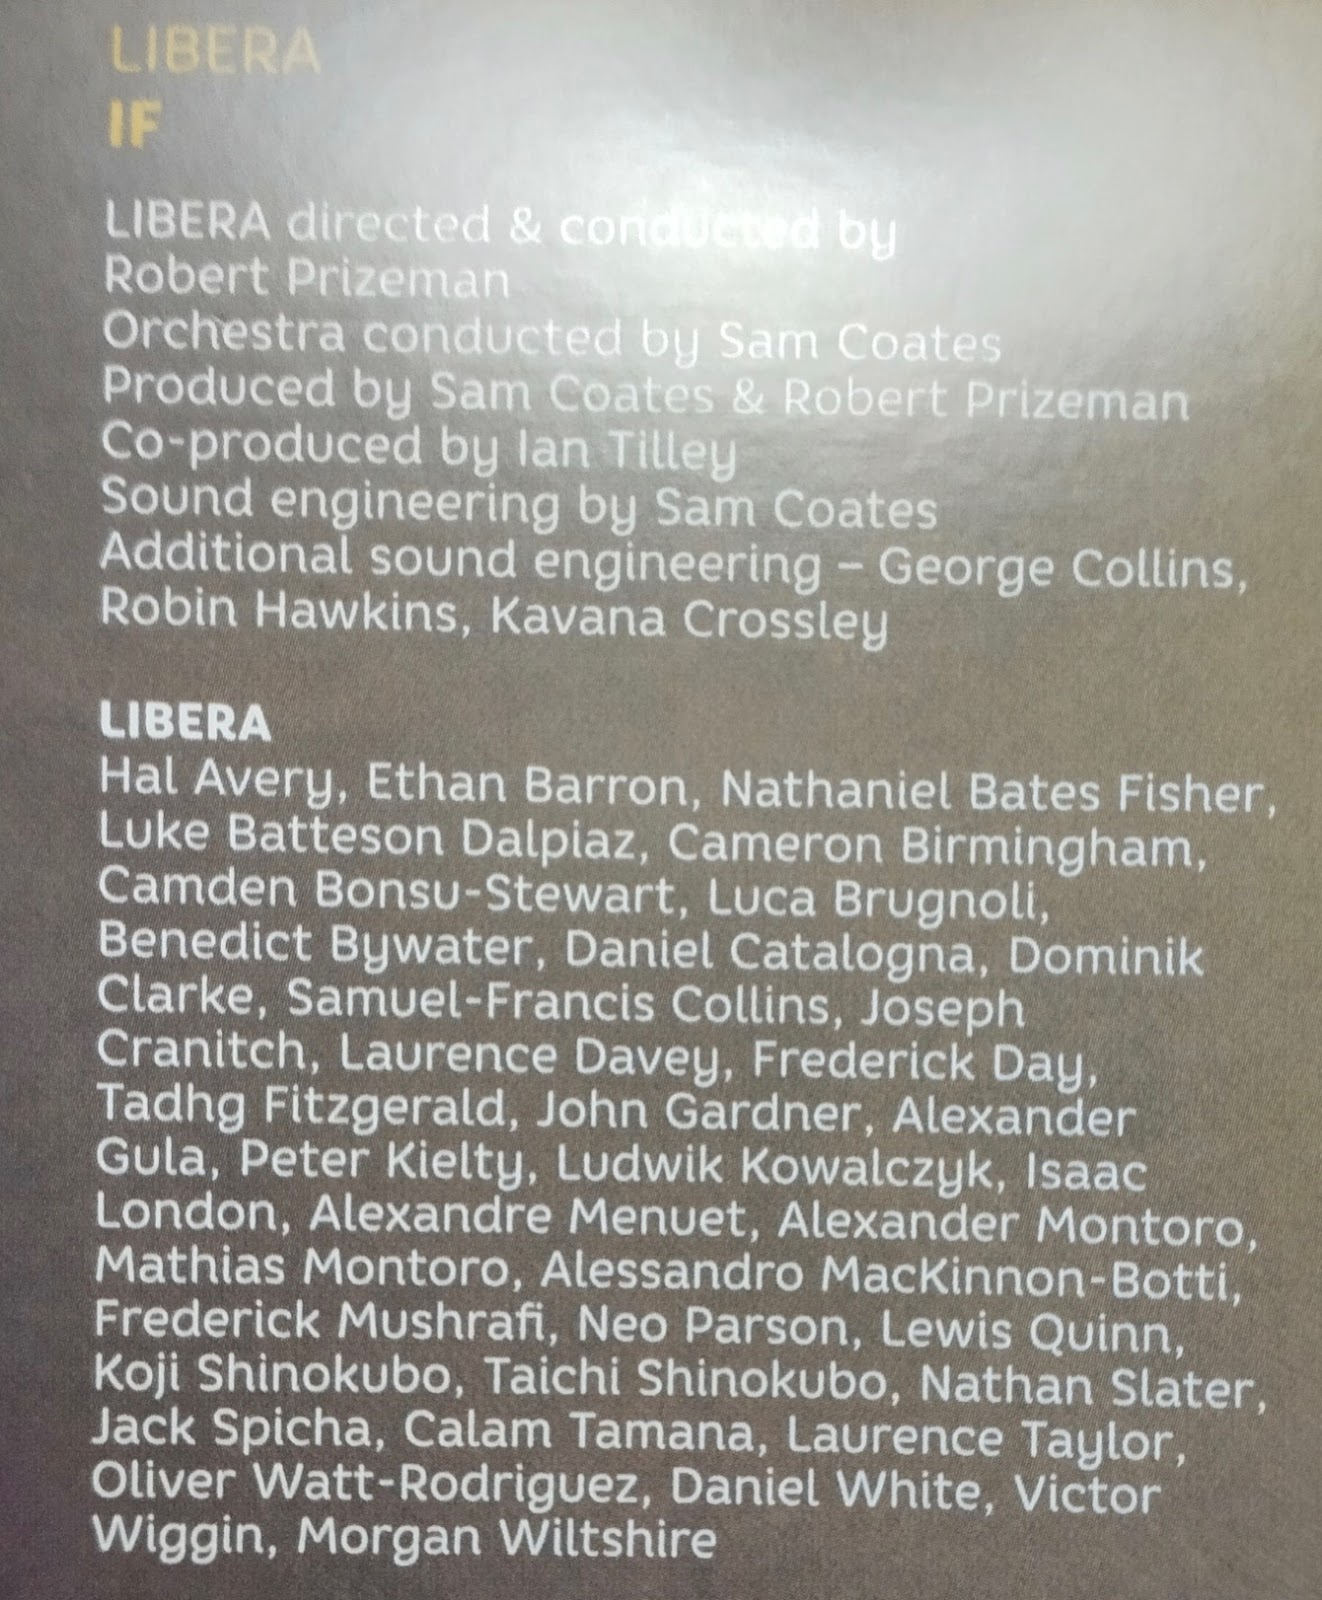 LIBERA
IF
LIBERA directed & conducted by
Robert Prizeman
Orchestra conducted by Sam Coates
Produced by Sam Coates & Robert Prizeman
Co-produced by Ian Tilley
Sound engineering by Sam Coates
Additional sound engineering – George Collins,
Robin Hawkins, Kavana Crossley
LIBERA
Hal Avery, Ethan Barron, Nathaniel Bates Fisher,
Luke Batteson Dalpiaz, Cameron Birmingham,
Camden Bonsu-Stewart, Luca Brugnoli,
Benedict Bywater, Daniel Catalogna, Dominik
Clarke, Samuel-Francis Collins, Joseph
Cranitch, Laurence Davey, Frederick Day,
Tadhg Fitzgerald, John Gardner, Alexander
Gula, Peter Kielty, Ludwik Kowalczyk, Isaac
London, Alexandre Menuet, Alexander Montoro,
Mathias Montoro, Alessandro MacKinnon-Botti,
Frederick Mushrafi, Neo Parson, Lewis Quinn,
Koji Shinokubo, Taichi Shinokubo, Nathan Slater,
Jack Spicha, Calam Tamana, Laurence Taylor,
Oliver Watt-Rodriguez, Daniel White, Victor
Wiggin, Morgan Wiltshire